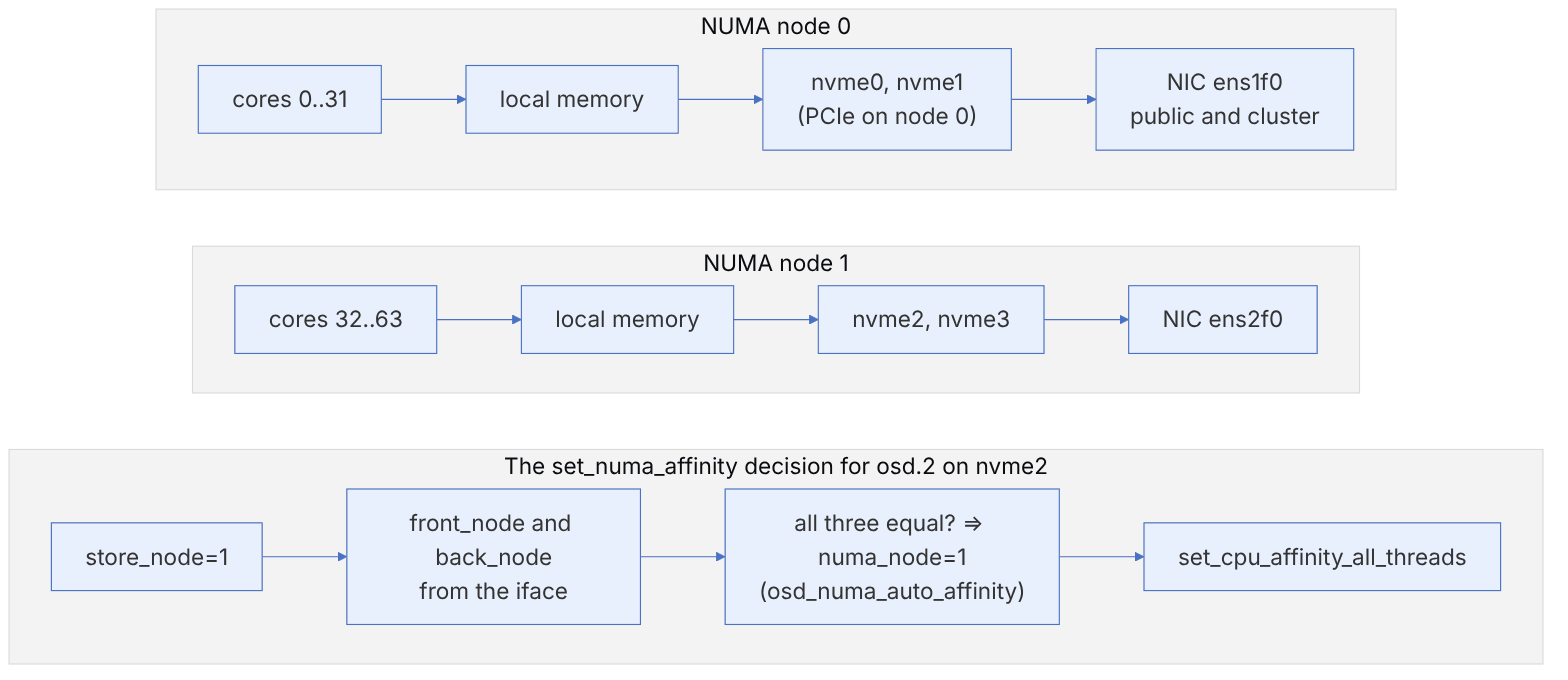 NUMA node 0
cores 0..31
local memory
nvme0, nvme1
(PCIe on node 0)
NIC ens1f0
public and cluster
NUMA node 1
cores 32..63
local memory
nvme2, nvme3
NIC ens2f0
The set_numa_affinity decision for osd.2 on nvme2
store_node=1
front_node and
back_node
from the iface
all three equal? ⇒
numa_node=1
(osd_numa_auto_affinity)
set_cpu_affinity_all_threads